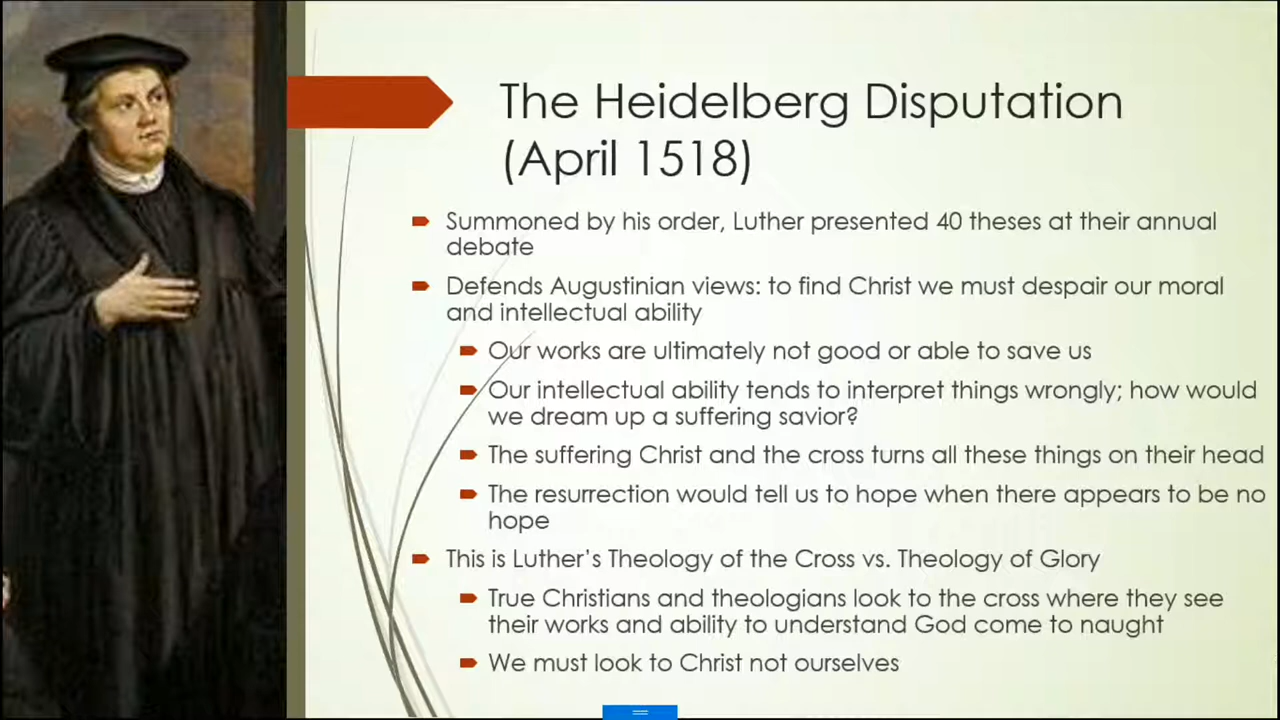 The Heidelberg Disputation
(April 1518)
Summoned by his order, Luther presented 40 theses at their annual
debate
Defends Augustinian views: to find Christ we must despair our moral
and intellectual ability
Our works are ultimately not good or able to save us
Our intellectual ability tends to interpret things wrongly; how would
we dream up a suffering savior?
The suffering Christ and the cross turns all these things on their head
The resurrection would tell us to hope when there appears to be no
hope
This is Luther's Theology of the Cross vs. Theology of Glory
True Christians and theologians look to the cross where they see
their works and ability to understand God come to naught
We must look to Christ not ourselves